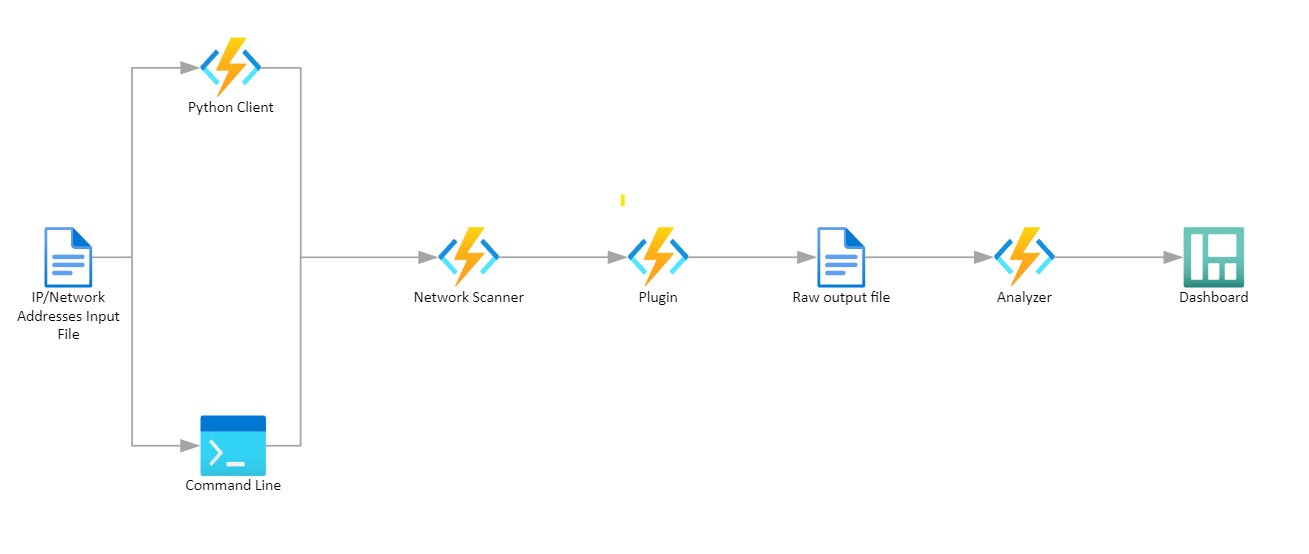 Python Client
IP/Network
Addresses Input
File
Network Scanner
Plugin
Raw output file
Analyzer
Dashboard
Command Line